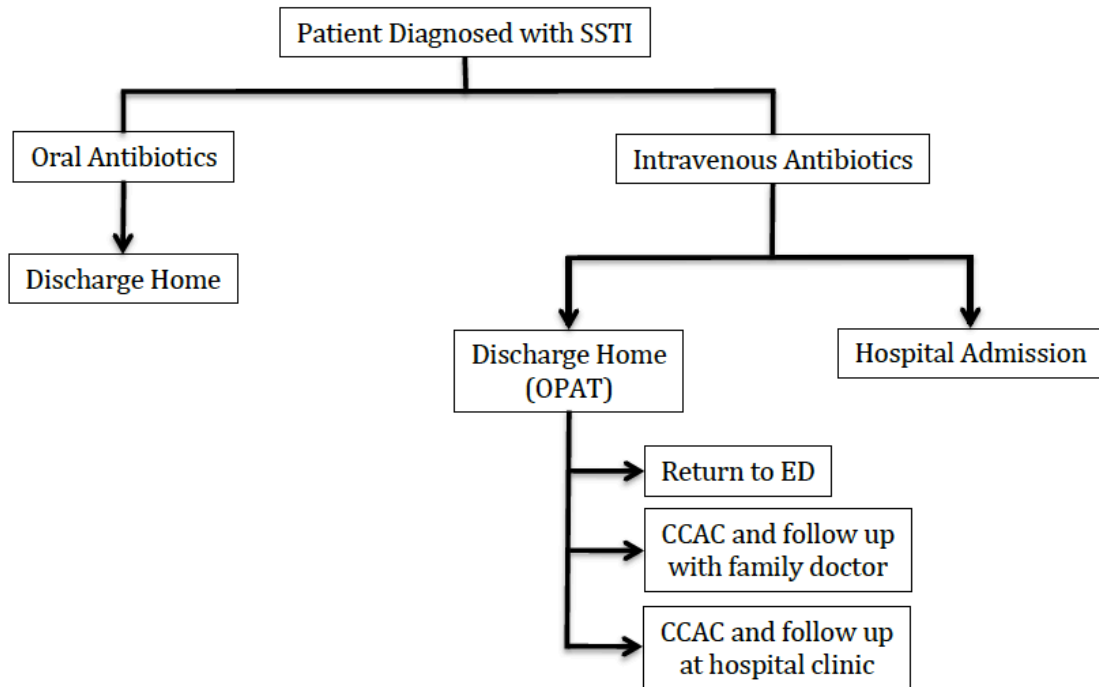 Patient Diagnosed with SSTI
Oral Antibiotics
Intravenous Antibiotics
Discharge Home
Discharge Home
(OPAT)
Hospital Admission
Return to ED
CCAC and follow up
with family doctor
CCAC and follow up
at hospital clinic